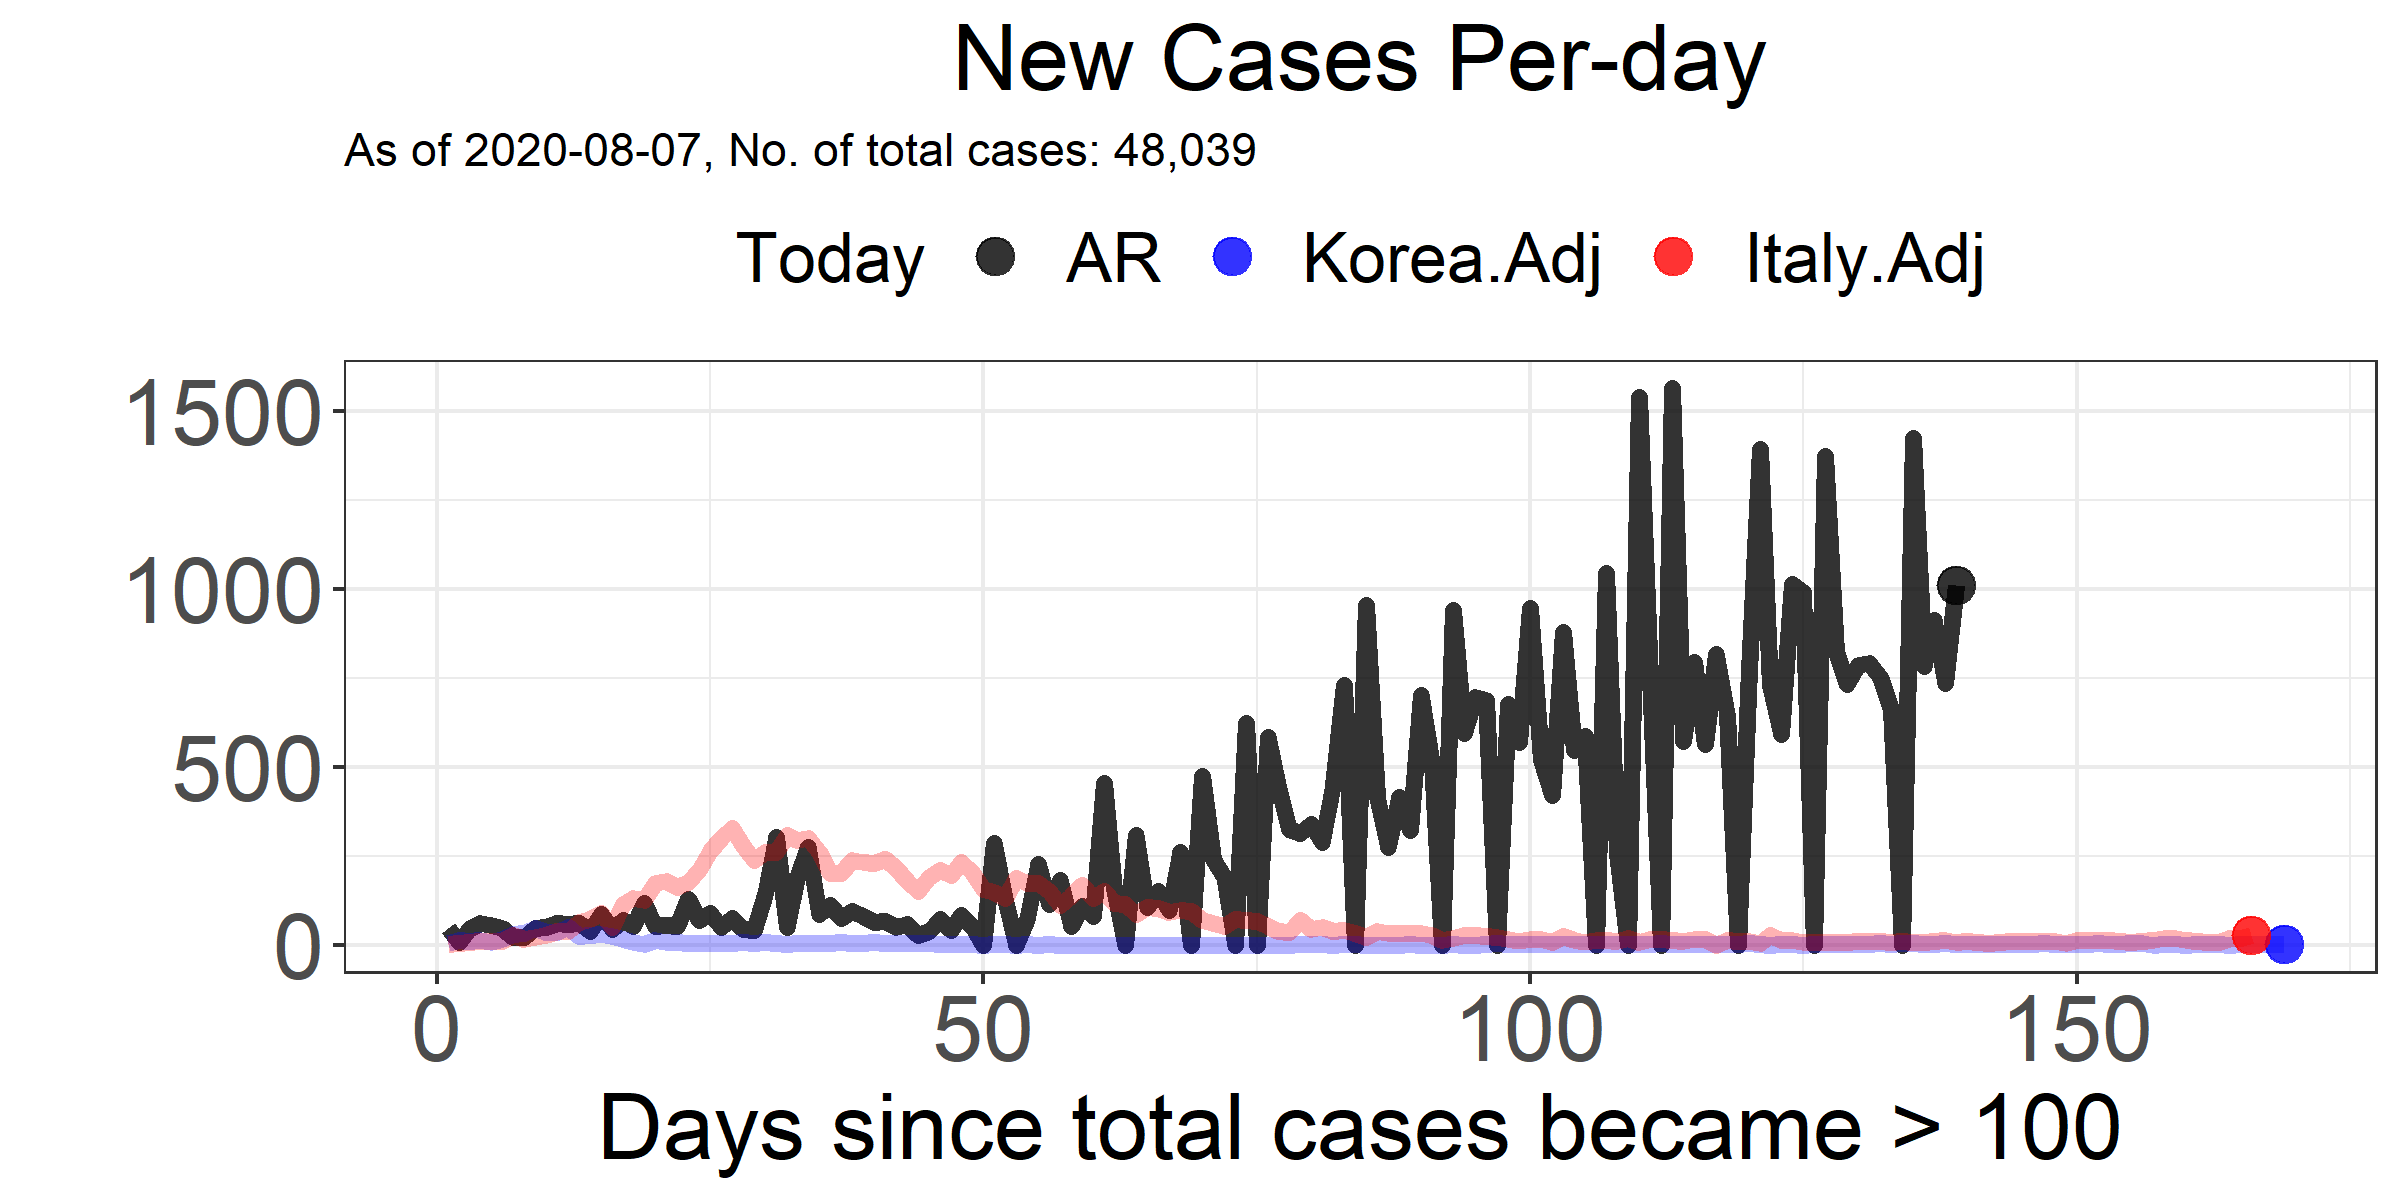 New Cases Per-day
As of 2020-08-07, No. of total cases: 48,039
Today AR Korea.Adj Italy.Adj
1500
1000
500
0
0 50 100 150
Days since total cases became > 100